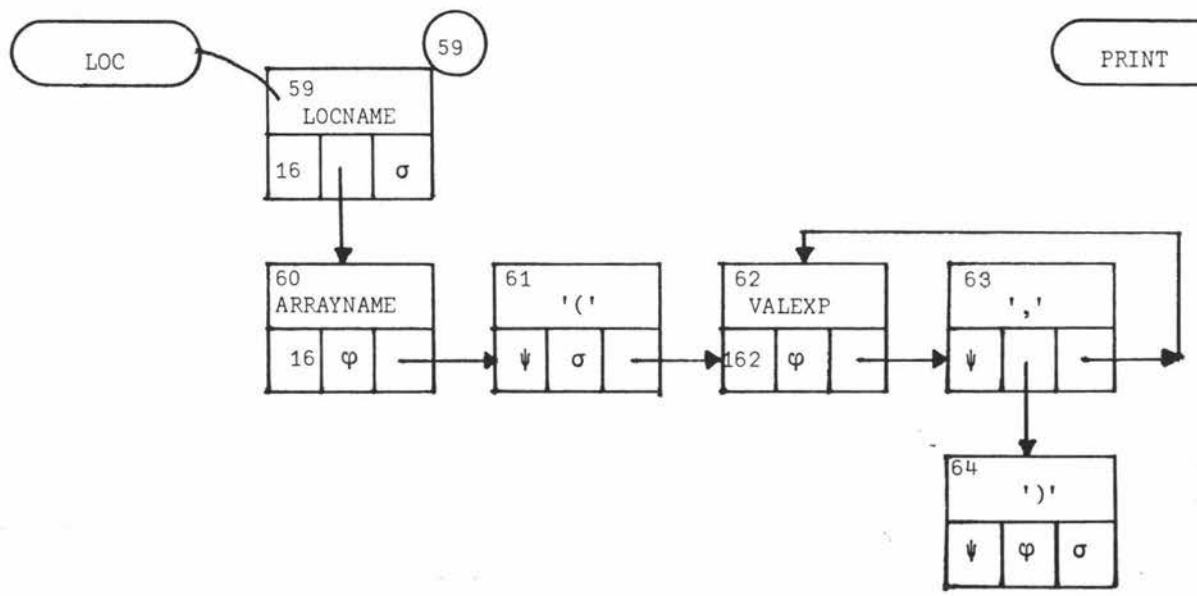 59
LOC
PRINT
59
LOCNAME
16 σ
60
ARRAYNAME
16 φ
61
'('
ψ σ
62
VALEXP
162 φ
63
','
ψ
64
')'
ψ φ σ